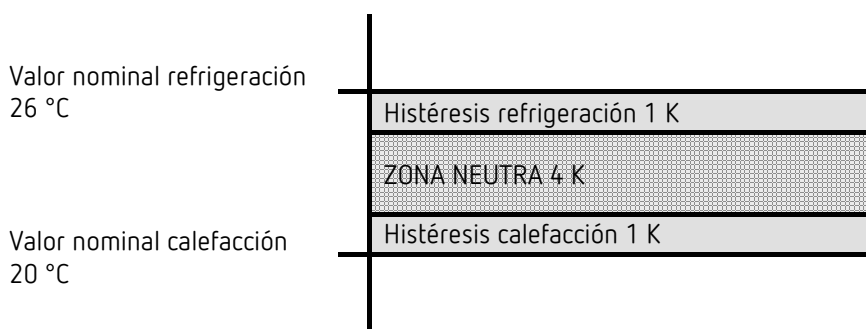 Valor nominal refrigeración
26 °C
Histéresis refrigeración 1 K
ZONA NEUTRA 4 K
Histéresis calefacción 1 K
Valor nominal calefacción
20 °C